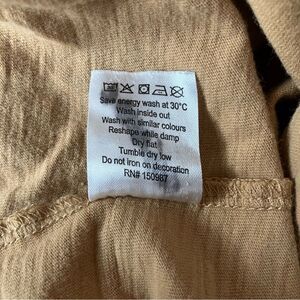 Save energy wash at 30°C
Wash inside out
Wash with similar colours
Reshape while damp
Dry flat
Tumble dry low
Do not iron on decoration
RN# 150987